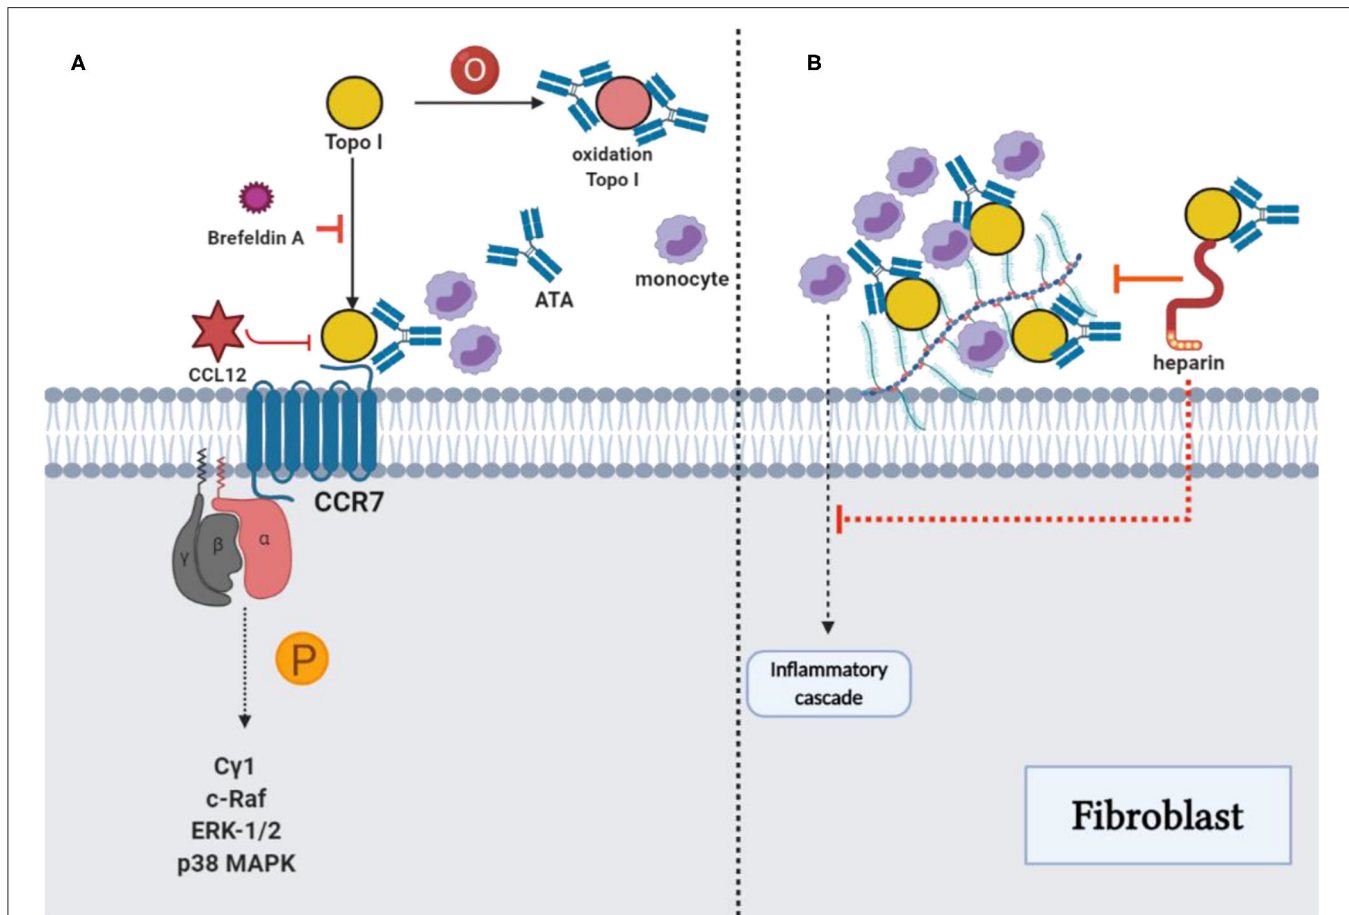 A
O
Topo I
oxidation
Topo I
Brefeldin A
ATA
monocyte
CCL12
CCR7
γ
β
α
P
Cγ1
c-Raf
ERK-1/2
p38 MAPK
B
heparin
Inflammatory
cascade
Fibroblast